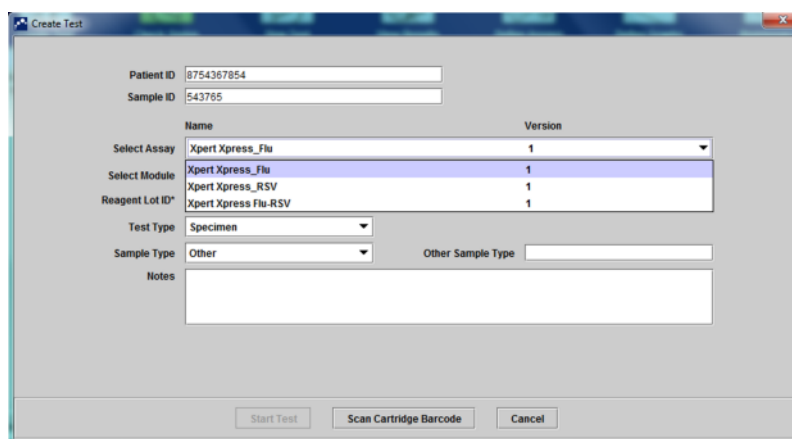 Create Test
Patient ID 8754367854
Sample ID 543765
Name Version
Select Assay Xpert Xpress_Flu 1
Select Module Xpert Xpress_Flu 1
Xpert Xpress_RSV 1
Reagent Lot ID* Xpert Xpress Flu-RSV 1
Test Type Specimen
Sample Type Other Other Sample Type
Notes
Start Test Scan Cartridge Barcode Cancel